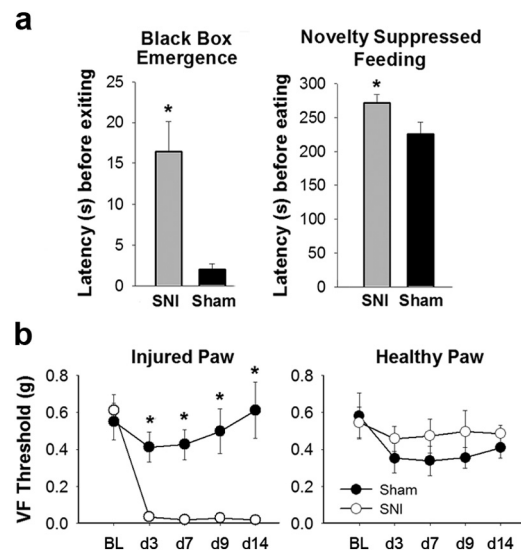 a
Black Box
Emergence
Latency (s) before exiting
25
20
15
10
5
0
*
SNI Sham
Novelty Suppressed
Feeding
Latency (s) before eating
300
250
200
150
100
50
0
*
SNI Sham
b
Injured Paw
VF Threshold (g)
0.8
0.6
0.4
0.2
0.0
* * * *
BL d3 d7 d9 d14
Healthy Paw
0.8
0.6
0.4
0.2
0.0
Sham
SNI
BL d3 d7 d9 d14